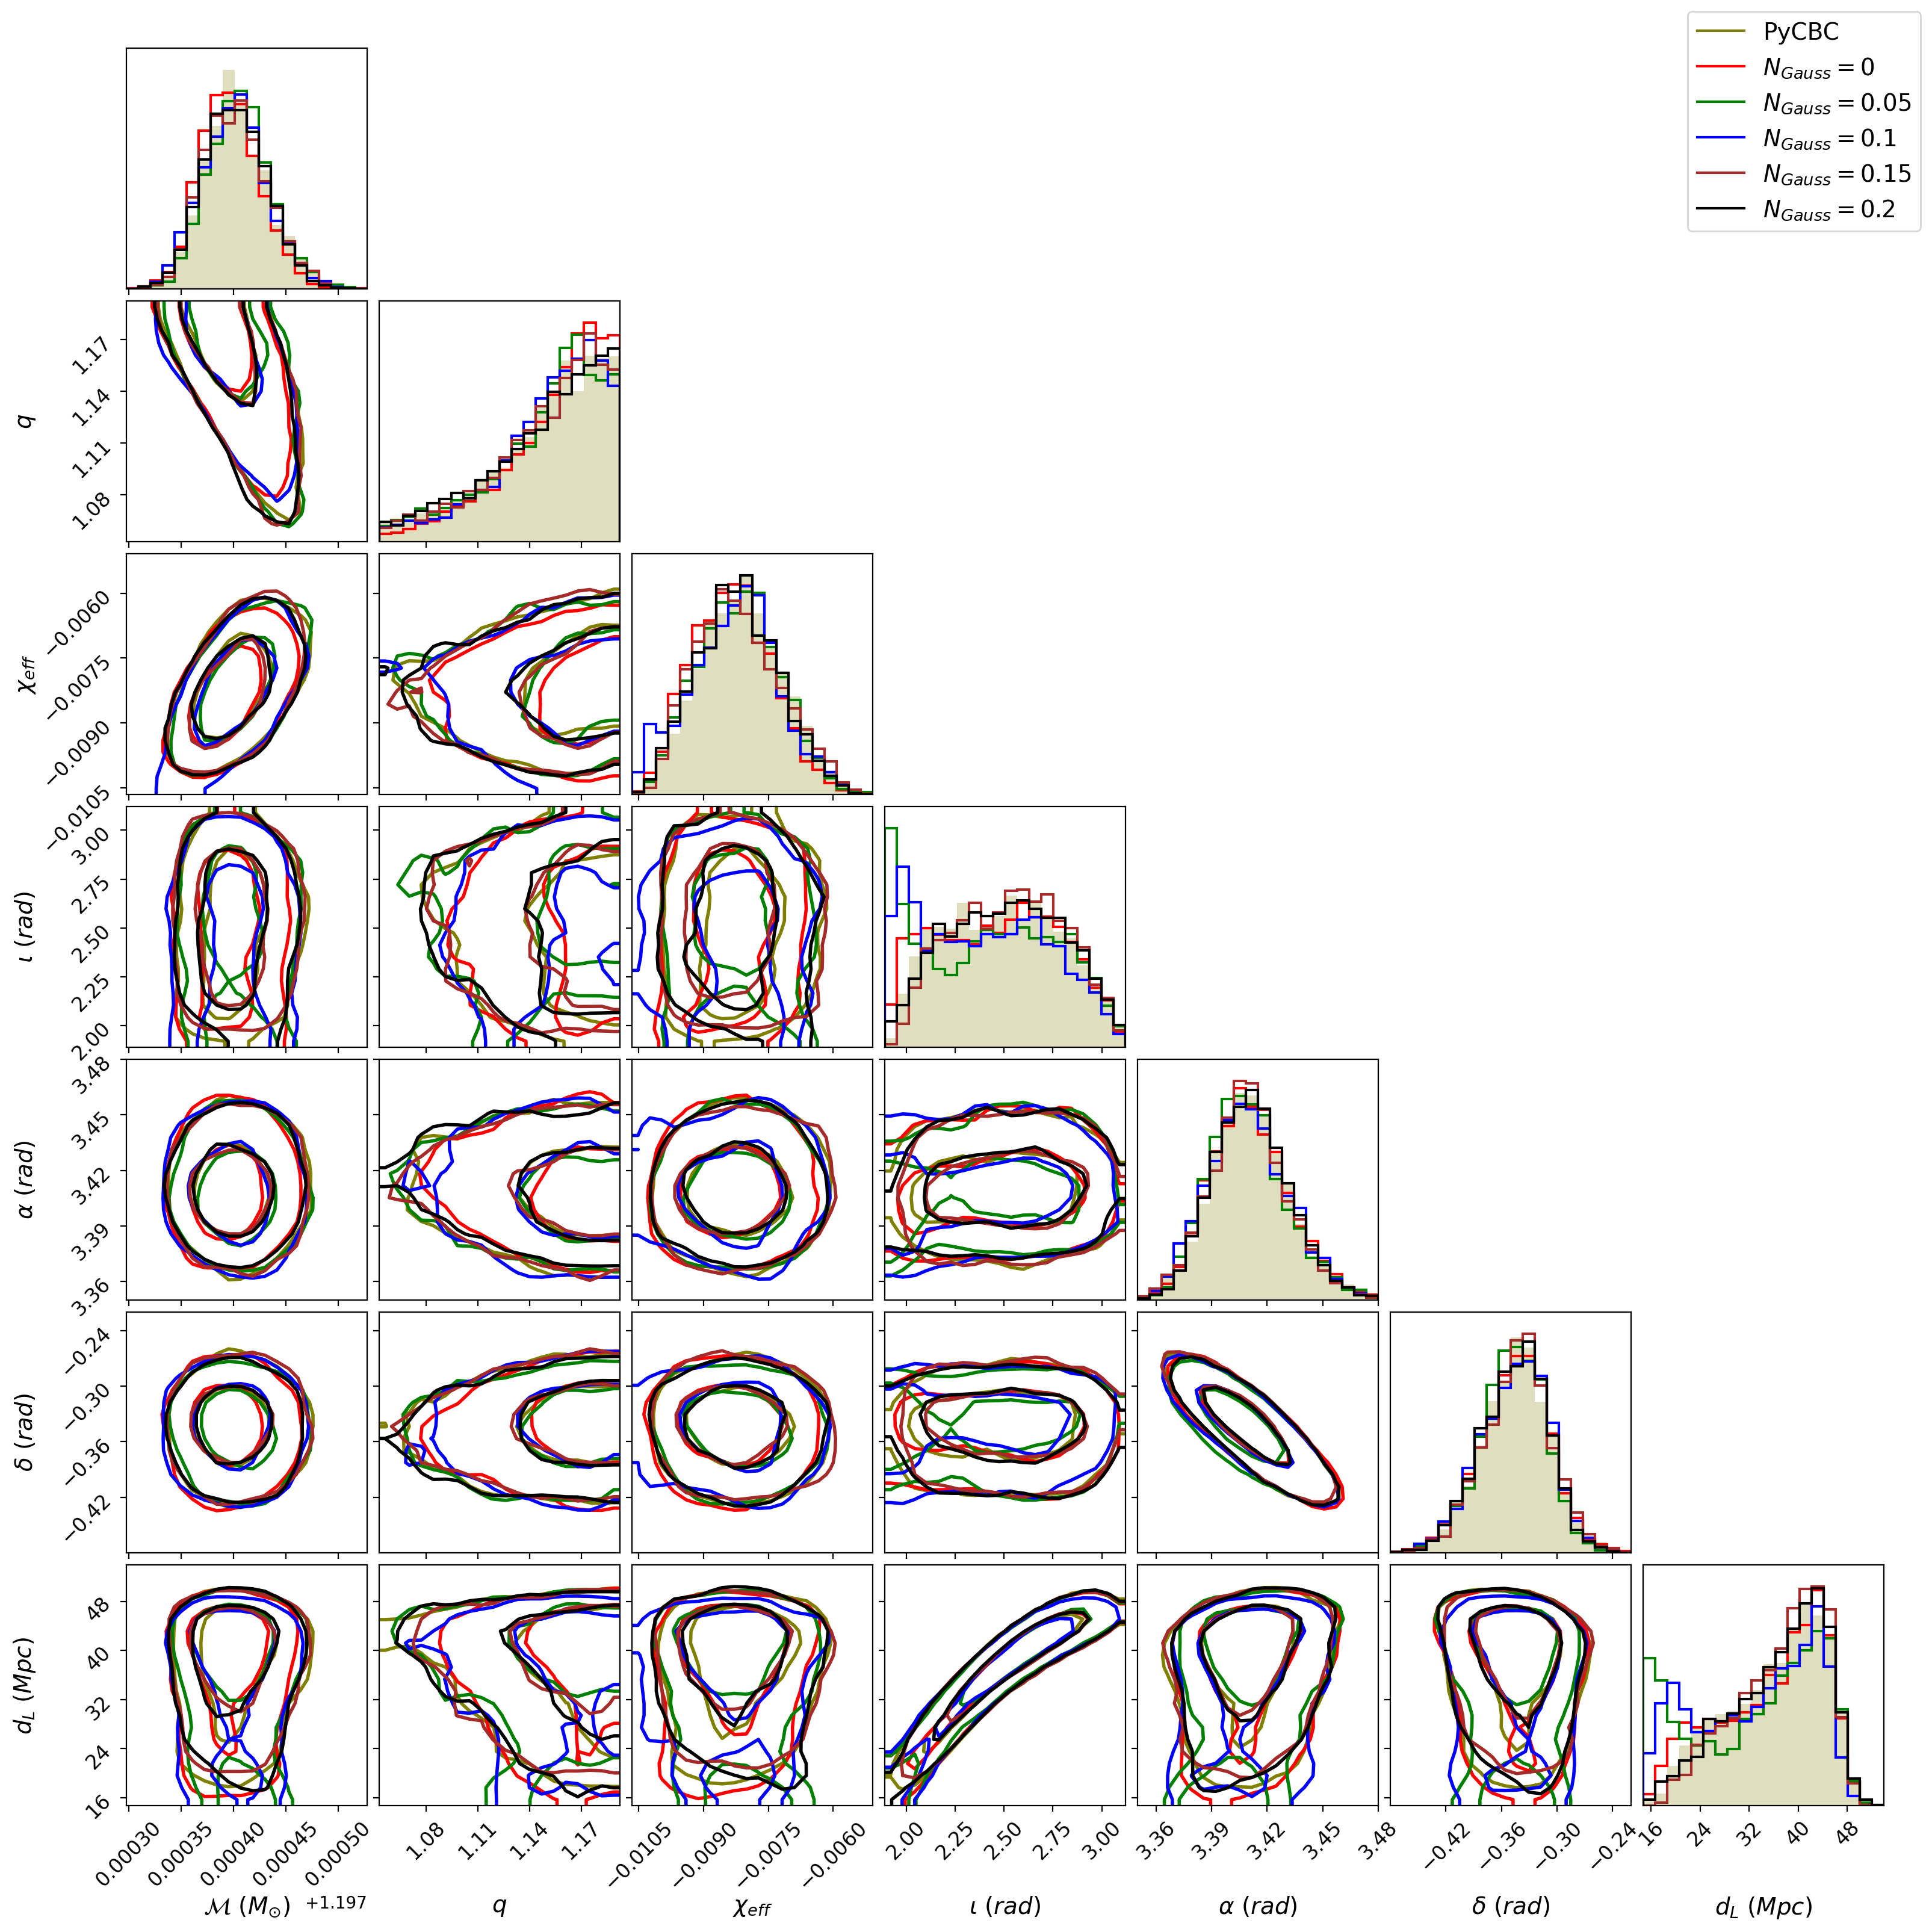 PyCBC
N_Gauss = 0
N_Gauss = 0.05
N_Gauss = 0.1
N_Gauss = 0.15
N_Gauss = 0.2
q
1.17
1.14
1.11
1.08
χ_eff
−0.0060
−0.0075
−0.0090
−0.0105
ι (rad)
3.00
2.75
2.50
2.25
2.00
α (rad)
3.48
3.45
3.42
3.39
3.36
δ (rad)
−0.24
−0.30
−0.36
−0.42
d_L (Mpc)
48
40
32
24
16
0.00030 0.00035 0.00040 0.00045 0.00050
1.08 1.11 1.14 1.17
−0.0105 −0.0090 −0.0075 −0.0060
2.00 2.25 2.50 2.75 3.00
3.36 3.39 3.42 3.45 3.48
−0.42 −0.36 −0.30 −0.24
16 24 32 40 48
ℳ (M_⊙) +1.197
q
χ_eff
ι (rad)
α (rad)
δ (rad)
d_L (Mpc)